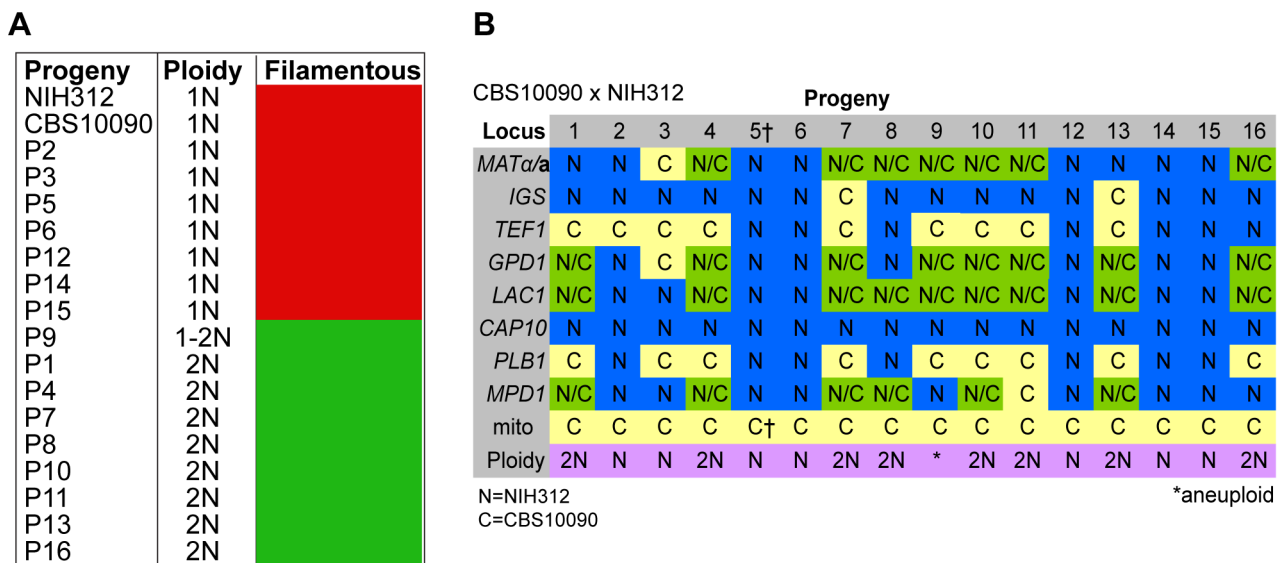 A
Progeny Ploidy Filamentous
NIH312 1N
CBS10090 1N
P2 1N
P3 1N
P5 1N
P6 1N
P12 1N
P14 1N
P15 1N
P9 1-2N
P1 2N
P4 2N
P7 2N
P8 2N
P10 2N
P11 2N
P13 2N
P16 2N
B
CBS10090 x NIH312
Progeny
Locus 1 2 3 4 5† 6 7 8 9 10 11 12 13 14 15 16
MATα/a N N C N/C N N N/C N/C N/C N/C N/C N N N N N/C
IGS N N N N N N C N N N N N C N N N
TEF1 C C C C N N C N C C C N C N N N
GPD1 N/C N C N/C N N N/C N N/C N/C N/C N N/C N N N/C
LAC1 N/C N N N/C N N N/C N/C N/C N/C N/C N N/C N N N/C
CAP10 N N N N N N N N N N N N N N N N
PLB1 C N C C N N C N C C C N C N N C
MPD1 N/C N N N/C N N N/C N/C N N/C C N N/C N N N
mito C C C C C† C C C C C C C C C C C
Ploidy 2N N N 2N N N 2N 2N * 2N 2N N 2N N N 2N
N=NIH312
C=CBS10090
*aneuploid